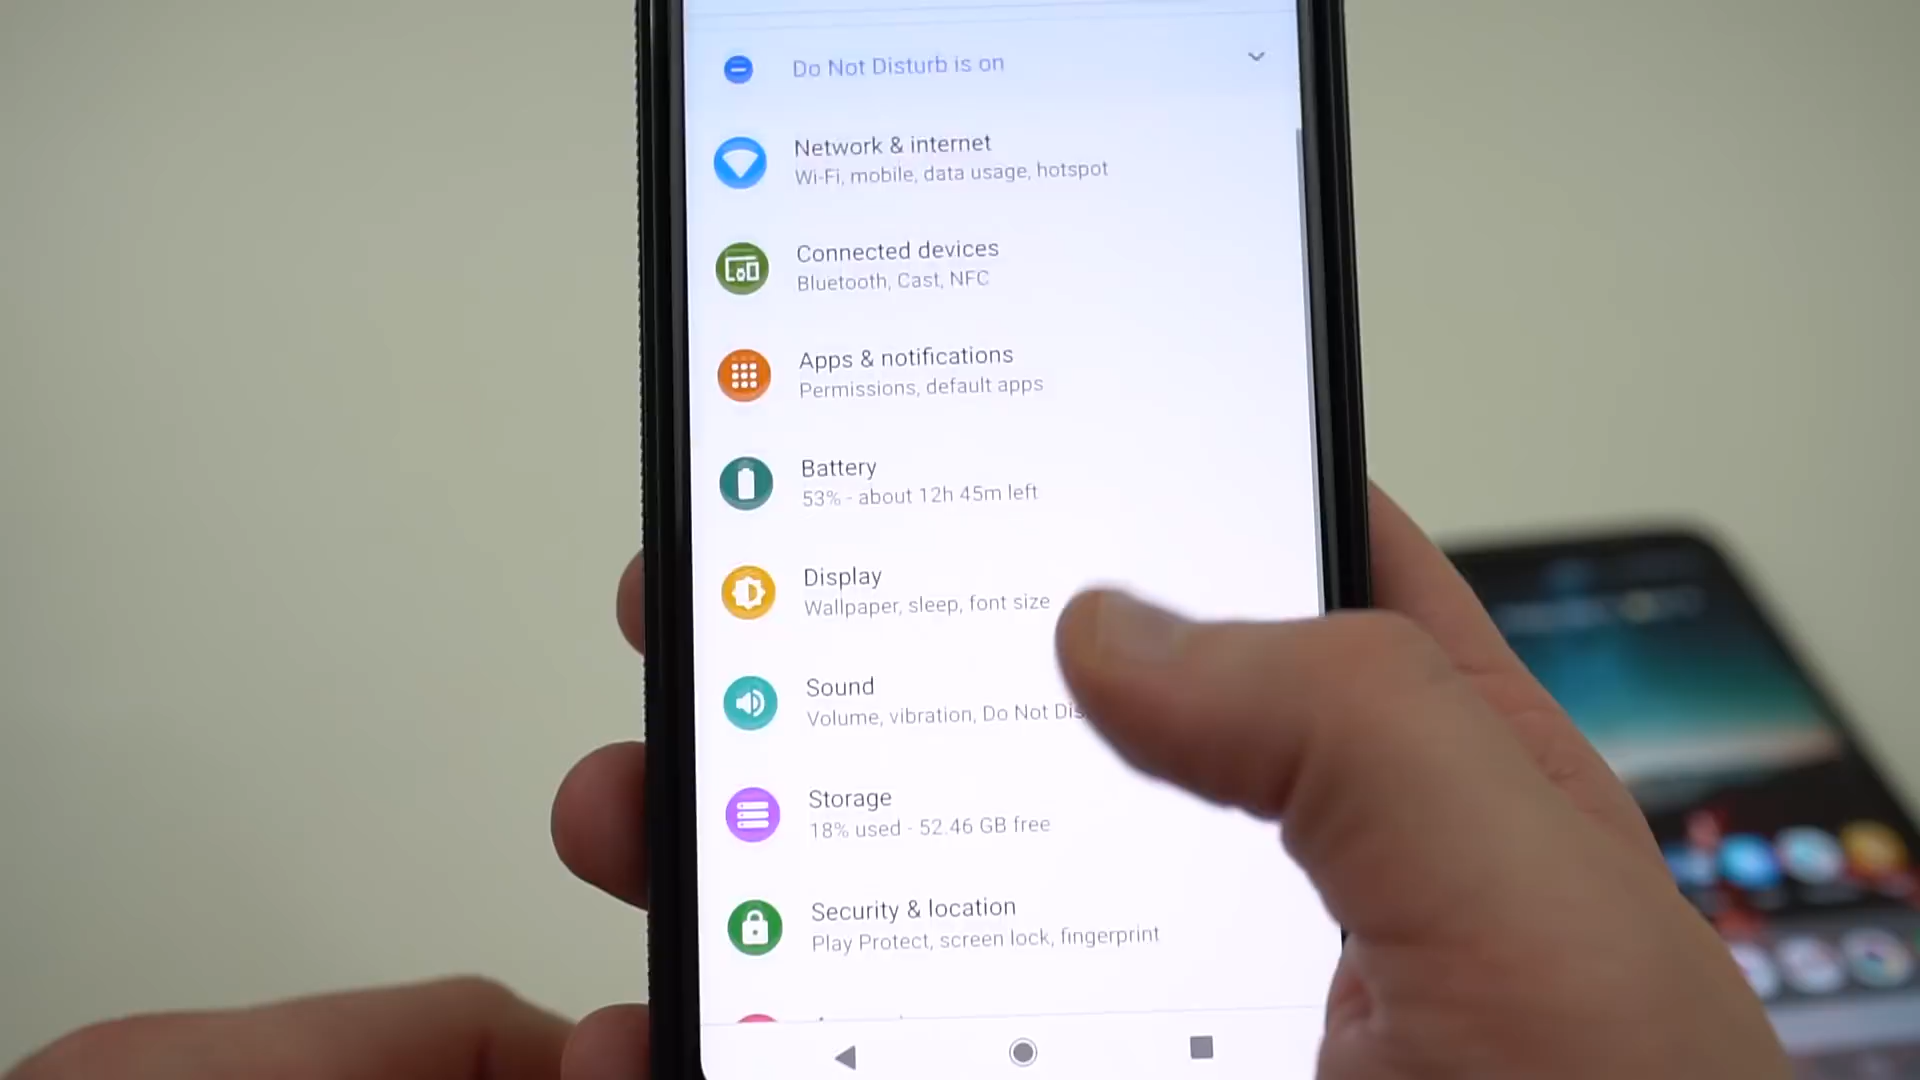 Do Not Disturb is on
Network & internet
Wi-Fi, mobile, data usage, hotspot
Connected devices
Bluetooth, Cast, NFC
Apps & notifications
Permissions, default apps
Battery
53% - about 12h 45m left
Display
Wallpaper, sleep, font size
Sound
Volume, vibration, Do Not Dis
Storage
18% used - 52.46 GB free
Security & location
Play Protect, screen lock, fingerprint